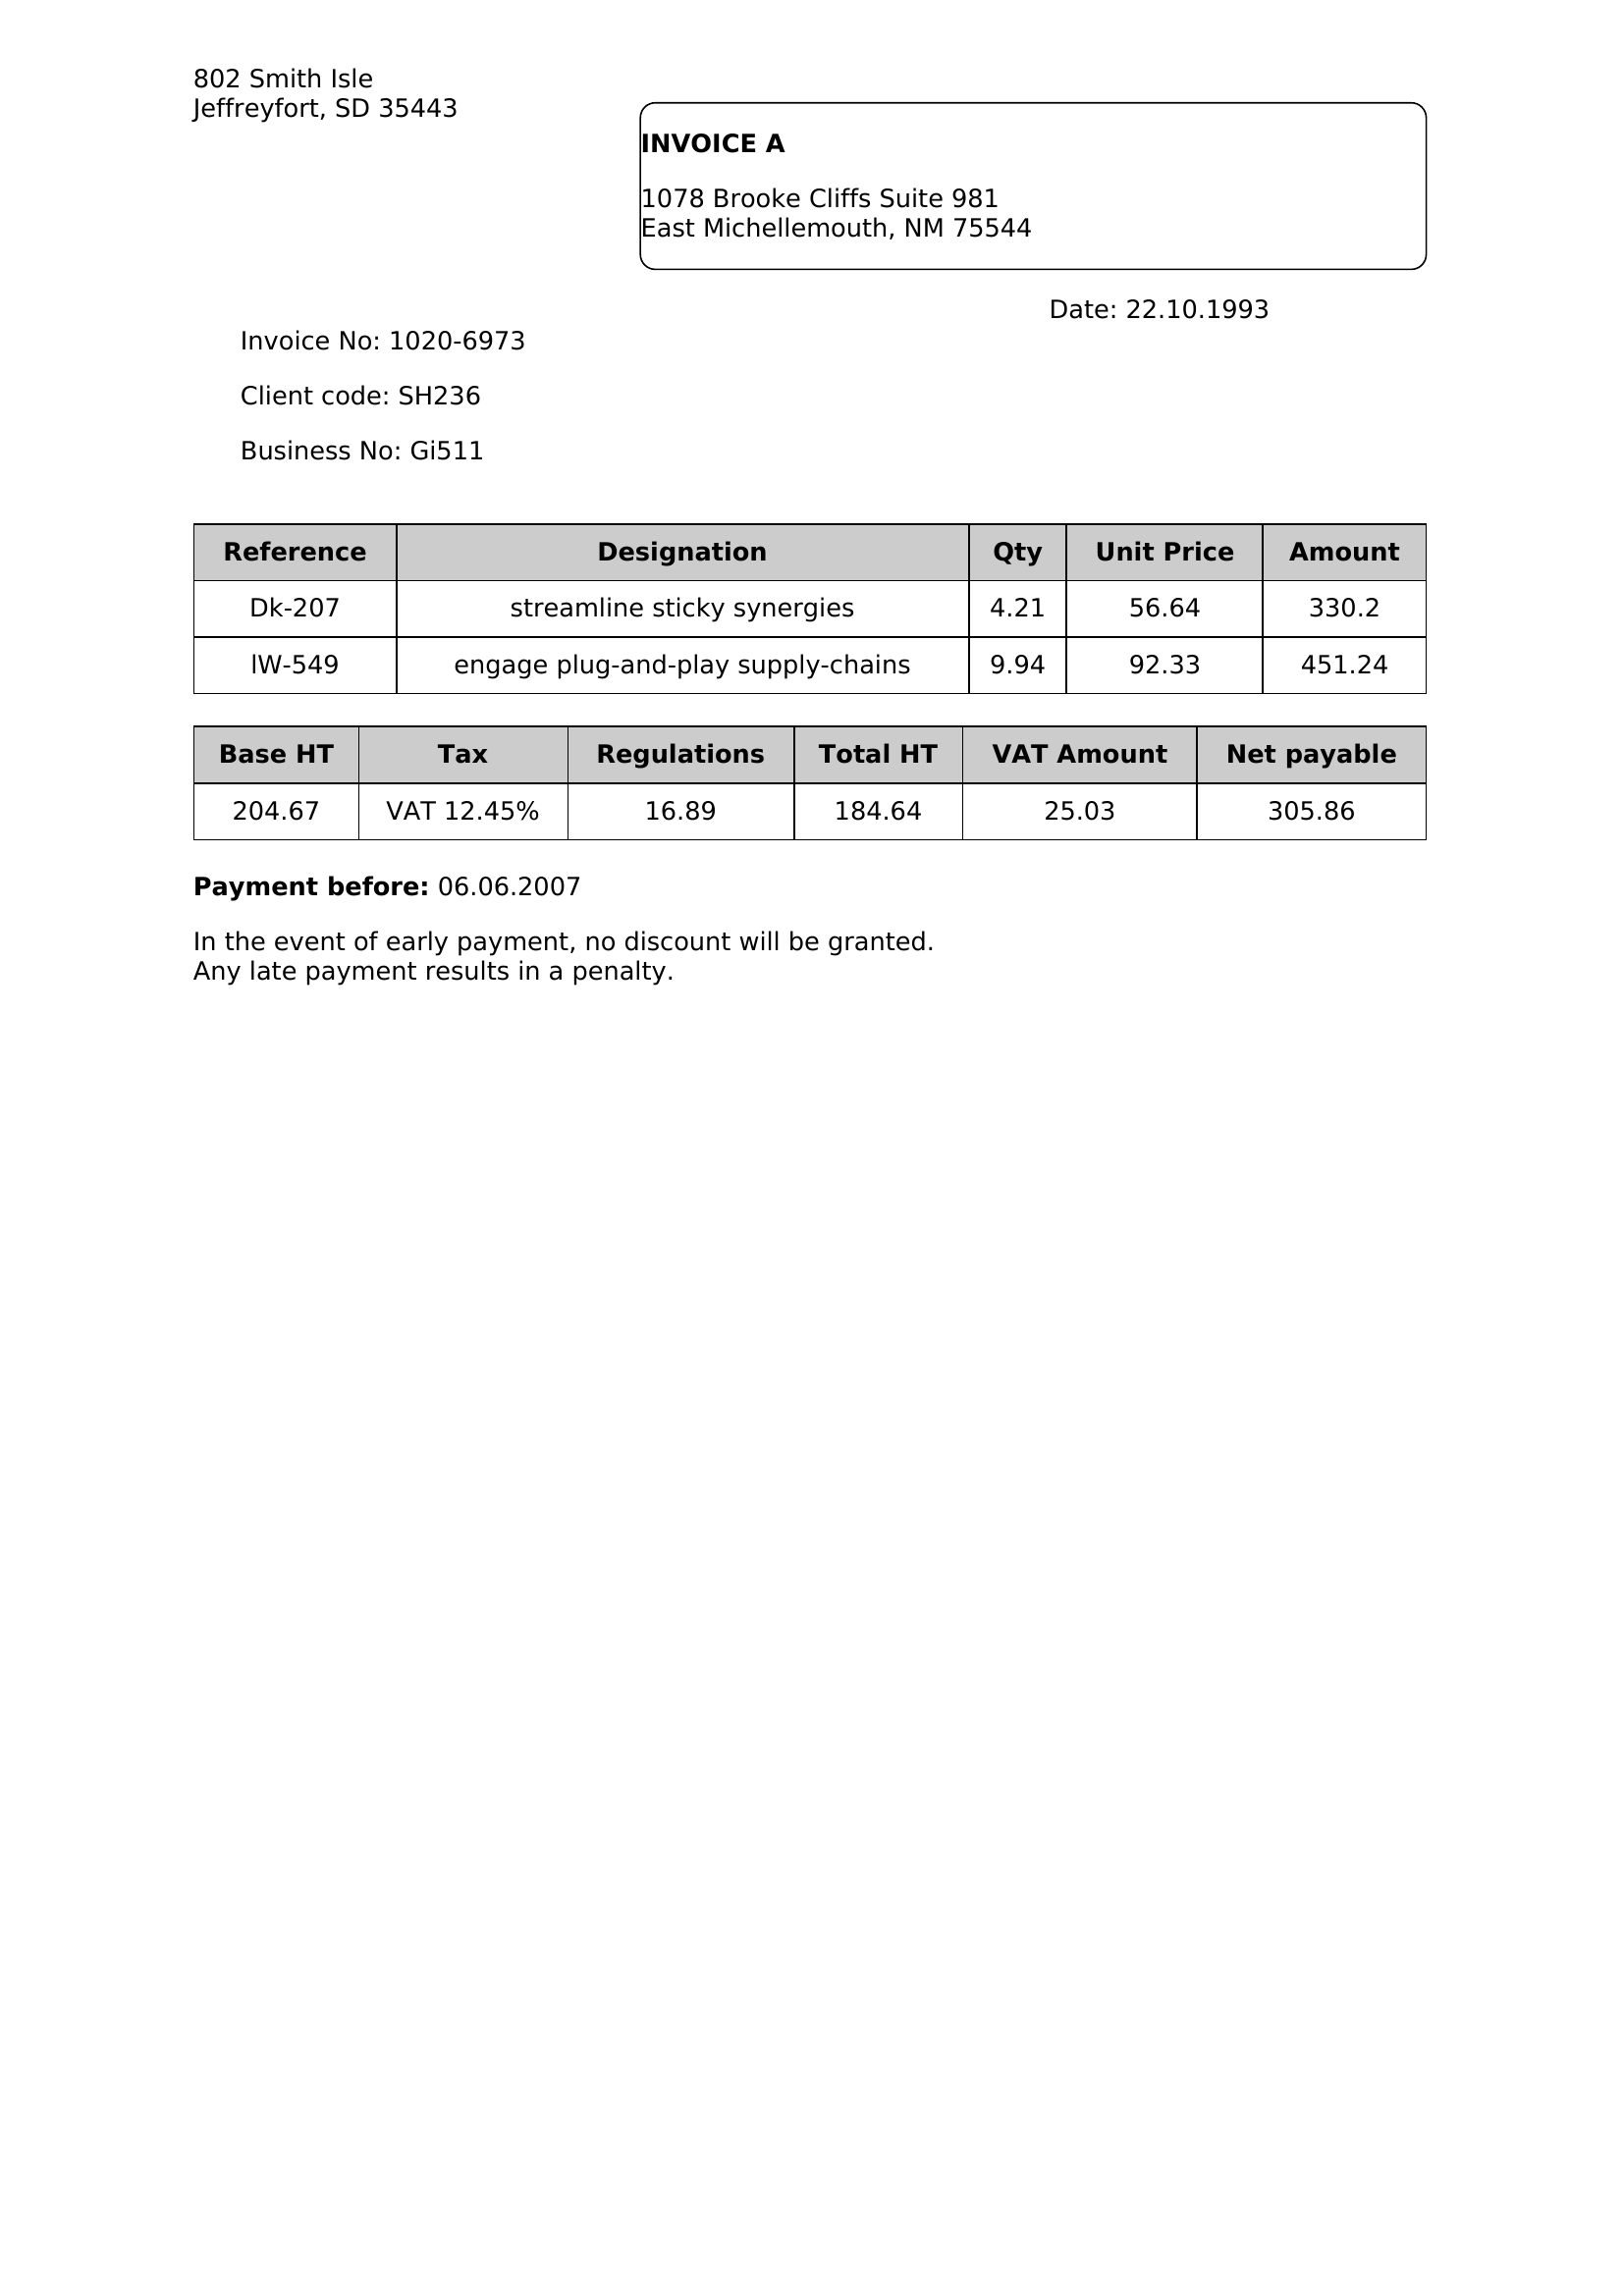 802 Smith Isle
Jeffreyfort, SD 35443
INVOICE A
1078 Brooke Cliffs Suite 981
East Michellemouth, NM 75544
Date: 22.10.1993
Invoice No: 1020-6973
Client code: SH236
Business No: Gi511
Reference Designation Qty Unit Price Amount
Dk-207 streamline sticky synergies 4.21 56.64 330.2
lW-549 engage plug-and-play supply-chains 9.94 92.33 451.24
Base HT Tax Regulations Total HT VAT Amount Net payable
204.67 VAT 12.45% 16.89 184.64 25.03 305.86
Payment before: 06.06.2007
In the event of early payment, no discount will be granted.
Any late payment results in a penalty.